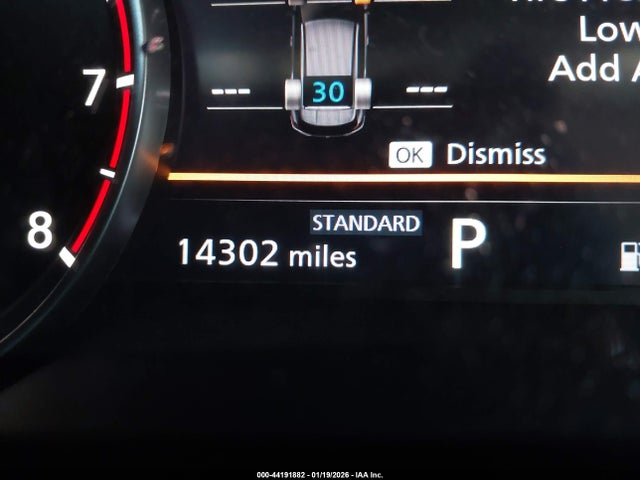 Low
Add A
7
---
30
---
OK Dismiss
8
STANDARD
14302 miles
P
000-44191882 - 01/19/2026 - IAA Inc.